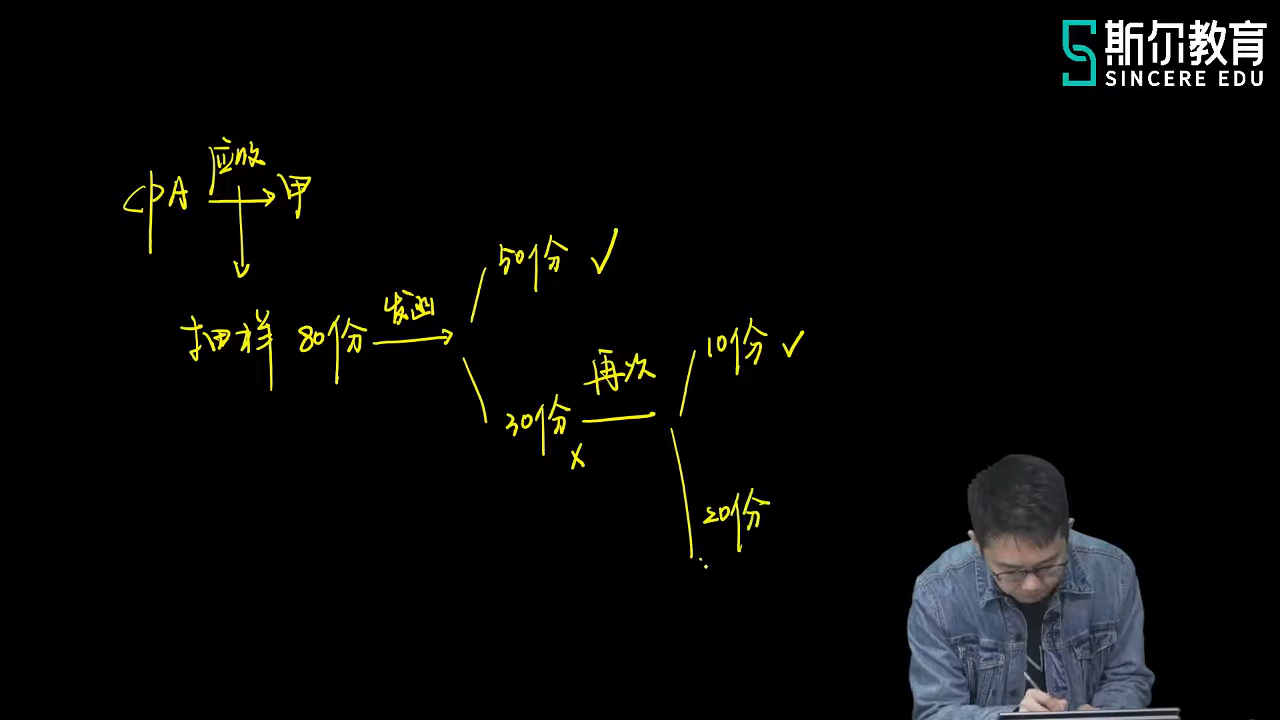 斯尔教育
SINCERE EDU
应收
CPA → 甲
抽样 80份
发函
50份 ✓
30份
×
再次
10份 ✓
20份